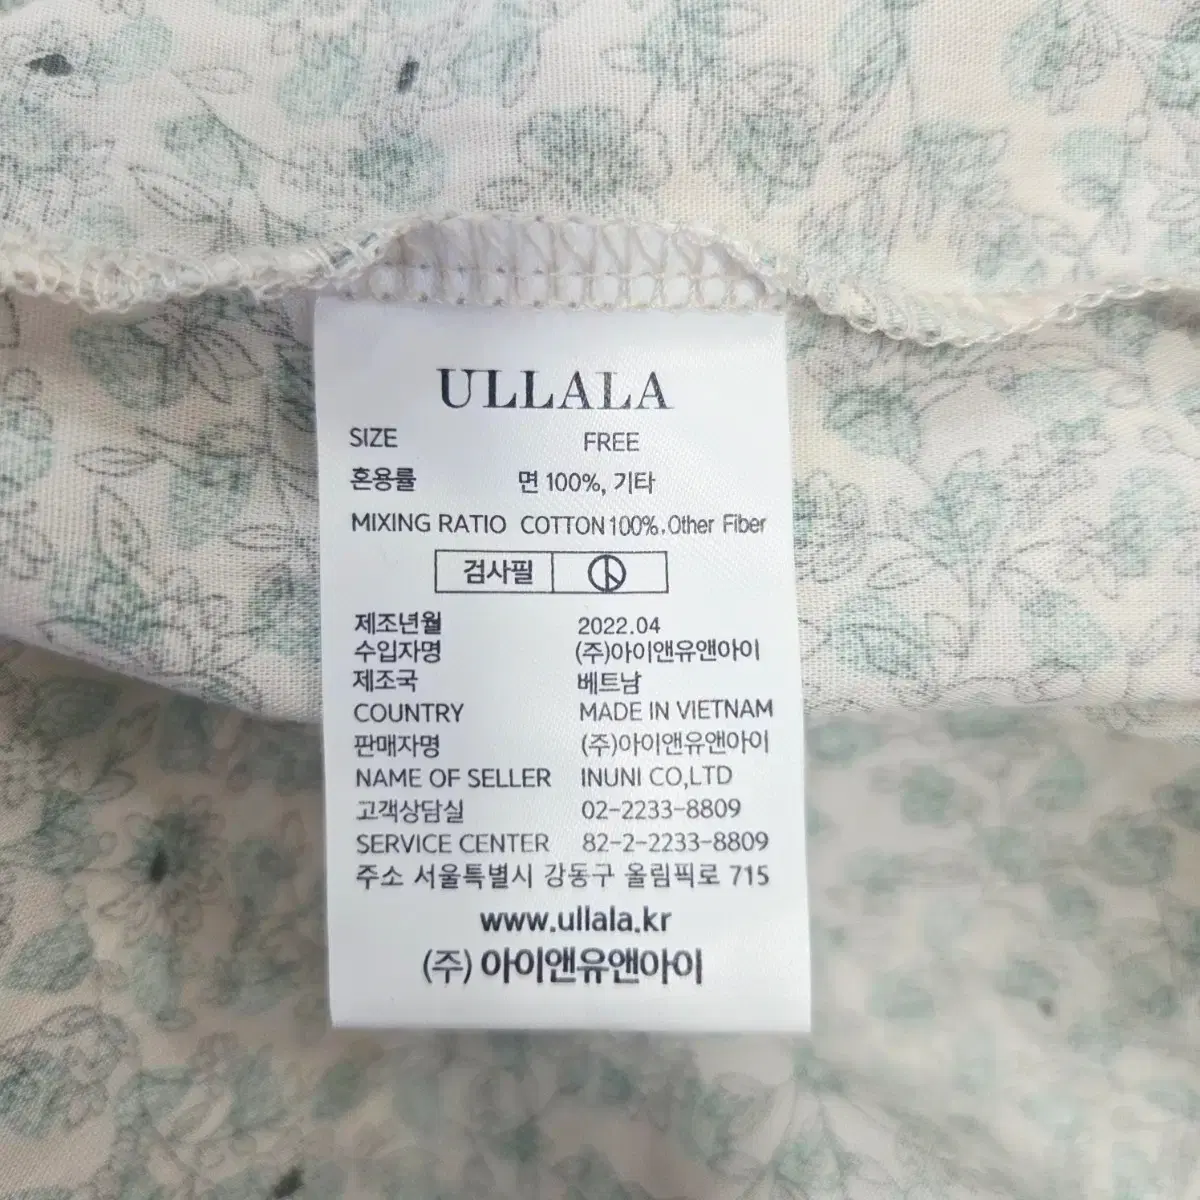 ULLALA
SIZE FREE
혼용률 면 100%, 기타
MIXING RATIO COTTON100%.Other Fiber
검사필
제조년월 2022.04
수입자명 (주)아이앤유앤아이
제조국 베트남
COUNTRY MADE IN VIETNAM
판매자명 (주)아이앤유앤아이
NAME OF SELLER INUNI CO,LTD
고객상담실 02-2233-8809
SERVICE CENTER 82-2-2233-8809
주소 서울특별시 강동구 올림픽로 715
www.ullala.kr
(주) 아이앤유앤아이